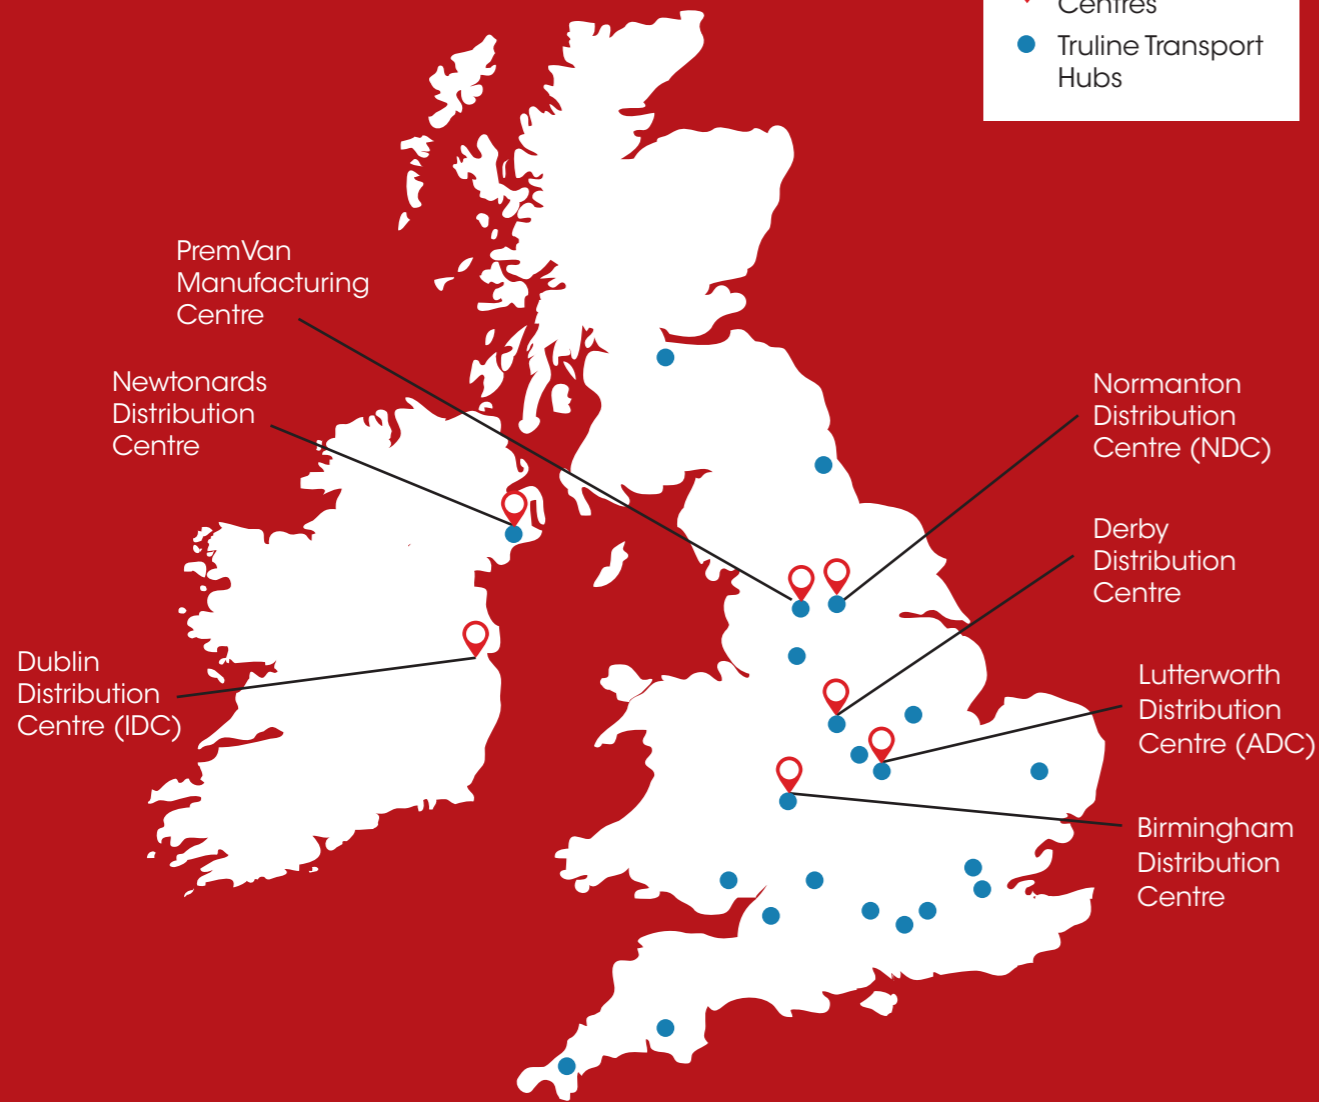 Centres
Truline Transport
Hubs
PremVan
Manufacturing
Centre
Newtonards
Distribution
Centre
Normanton
Distribution
Centre (NDC)
Derby
Distribution
Centre
Dublin
Distribution
Centre (IDC)
Lutterworth
Distribution
Centre (ADC)
Birmingham
Distribution
Centre